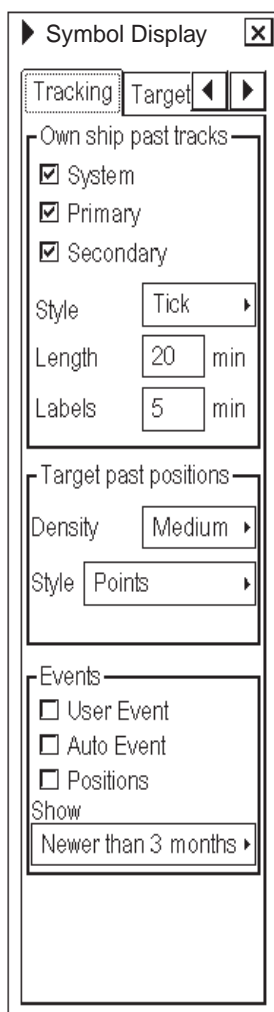 Symbol Display
Tracking Target
Own ship past tracks
System
Primary
Secondary
Style Tick
Length 20 min
Labels 5 min
Target past positions
Density Medium
Style Points
Events
User Event
Auto Event
Positions
Show
Newer than 3 months